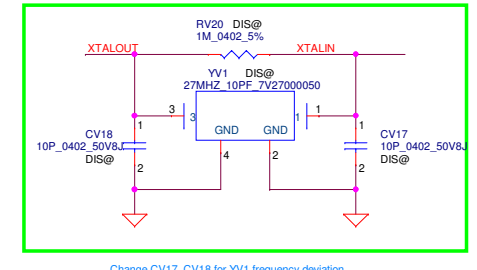 RV20 DIS@
1M_0402_5%
XTALOUT XTALIN
YV1 DIS@
27MHZ_10PF_7V27000050
3 3 1 1
GND GND
4 2
1
CV18
10P_0402_50V8J
DIS@
2
1
CV17
10P_0402_50V8J
DIS@
2
Change CV17, CV18 for YV1 frequency deviation